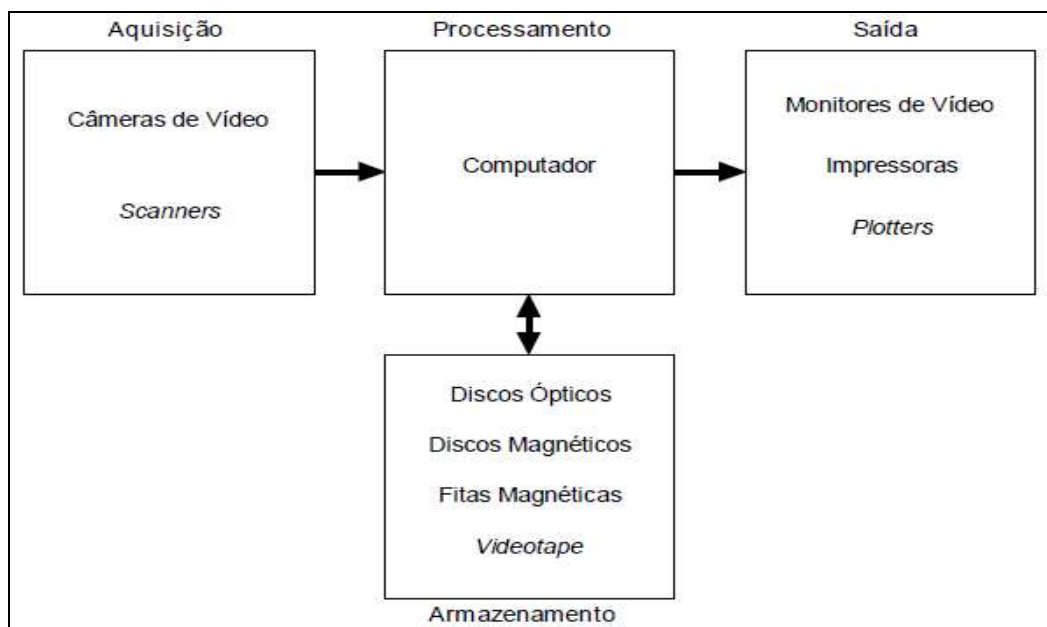 Aquisição
Processamento
Saída
Câmeras de Vídeo
Scanners
Computador
Monitores de Vídeo
Impressoras
Plotters
Discos Ópticos
Discos Magnéticos
Fitas Magnéticas
Videotape
Armazenamento